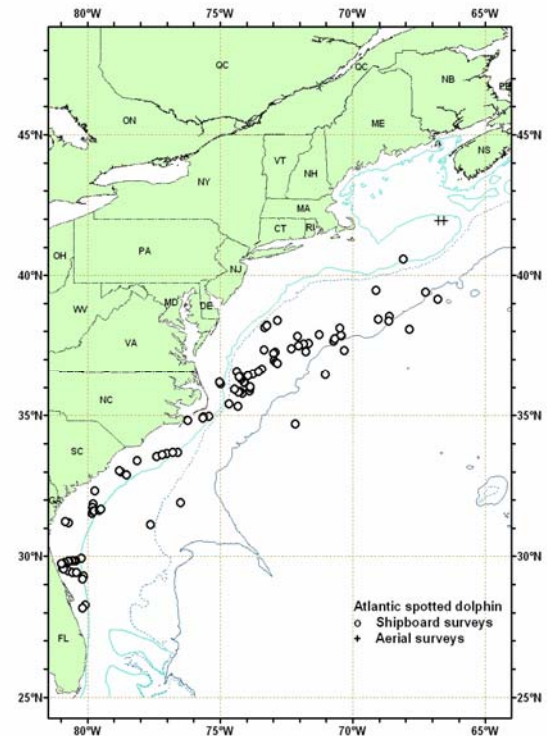 80°W 75°W 70°W 65°W
QC QC NB
PE
ON ME
45°N 45°N
NS
VT
NH
NY
MA
CT RI
OH PA 40°N 40°N
NJ
MD DE
WV
VA
NC
35°N 35°N
SC
GA
30°N 30°N
Atlantic spotted dolphin
o Shipboard surveys
FL + Aerial surveys
25°N 25°N
80°W 75°W 70°W 65°W